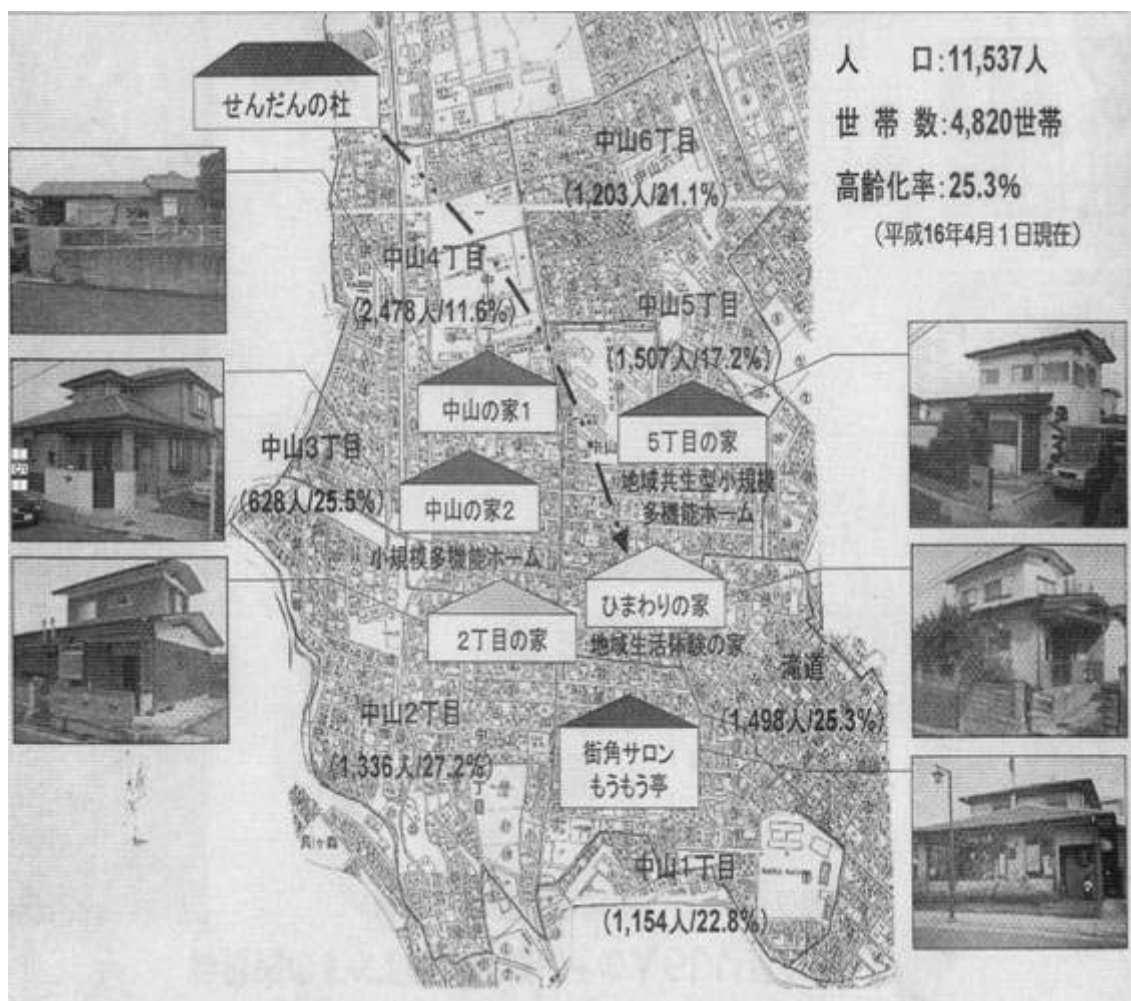 人 口:11,537人
世 帯 数:4,820世帯
高齢化率:25.3%
(平成16年4月1日現在)
せんだんの杜
中山6丁目
(1,203人/21.1%)
中山4丁目
(2,478人/11.6%)
中山5丁目
(1,507人/17.2%)
中山の家1
5丁目の家
地域共生型小規模
多機能ホーム
中山3丁目
(628人/25.5%)
中山の家2
小規模多機能ホーム
ひまわりの家
地域生活体験の家
2丁目の家
滝道
(1,498人/25.3%)
中山2丁目
(1,336人/27.2%)
街角サロン
もうもう亭
中山1丁目
(1,154人/22.8%)